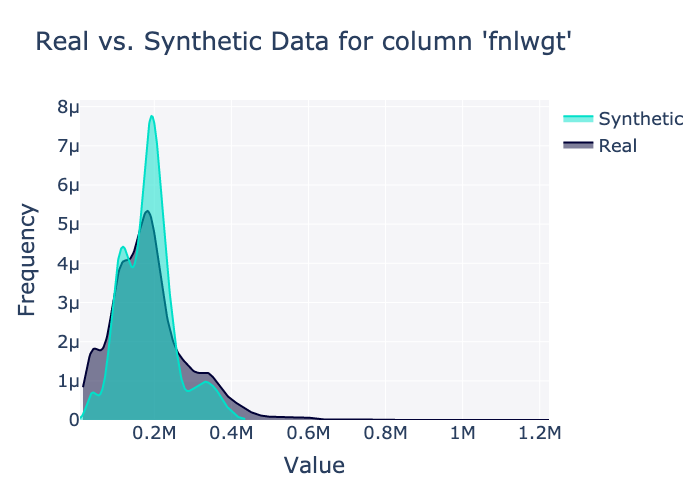 Real vs. Synthetic Data for column 'fnlwgt'
Synthetic
Real
8μ
7μ
6μ
5μ
4μ
3μ
2μ
1μ
0
Frequency
0.2M 0.4M 0.6M 0.8M 1M 1.2M
Value